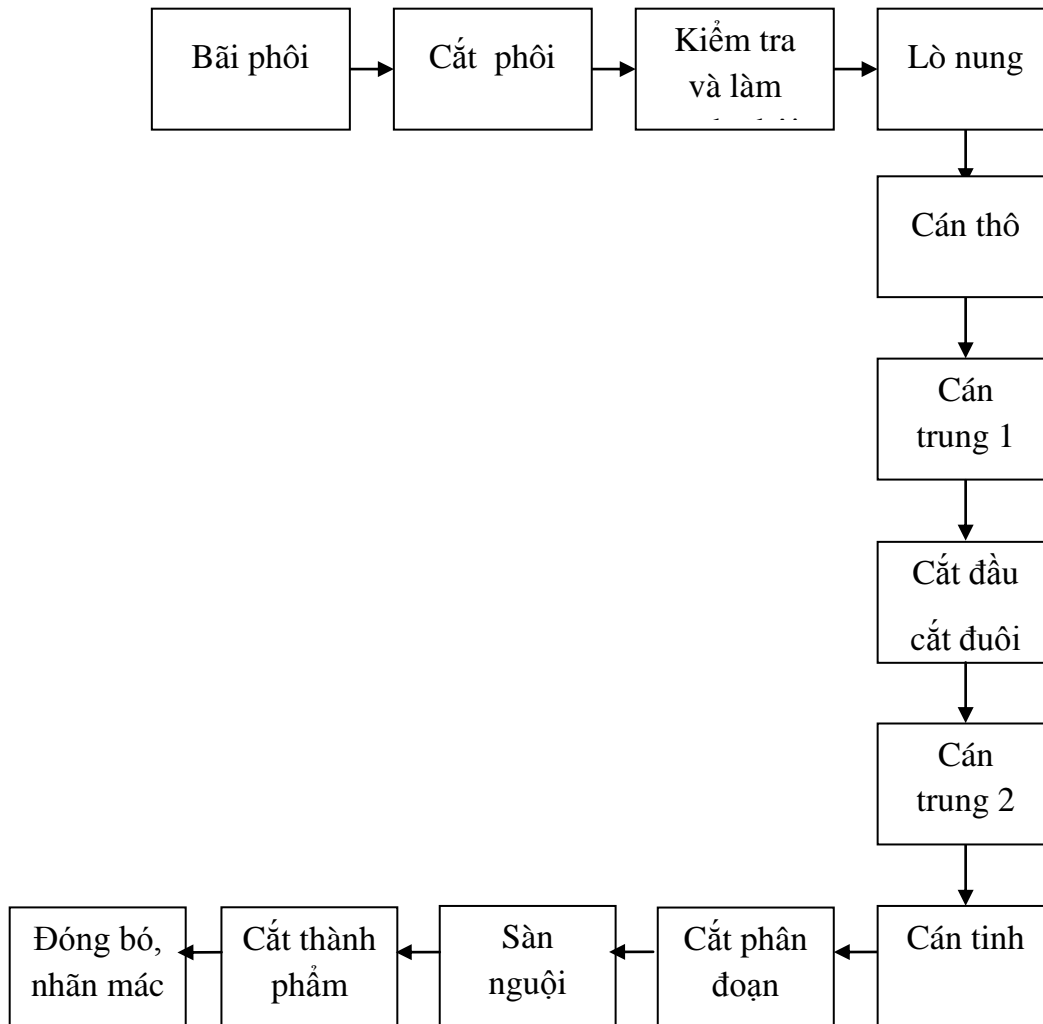 Bãi phôi
Cắt phôi
Kiểm tra
và làm
Lò nung
Cán thô
Cán
trung 1
Cắt đầu
cắt đuôi
Cán
trung 2
Cán tinh
Cắt phân
đoạn
Sàn
nguội
Cắt thành
phẩm
Đóng bó,
nhãn mác